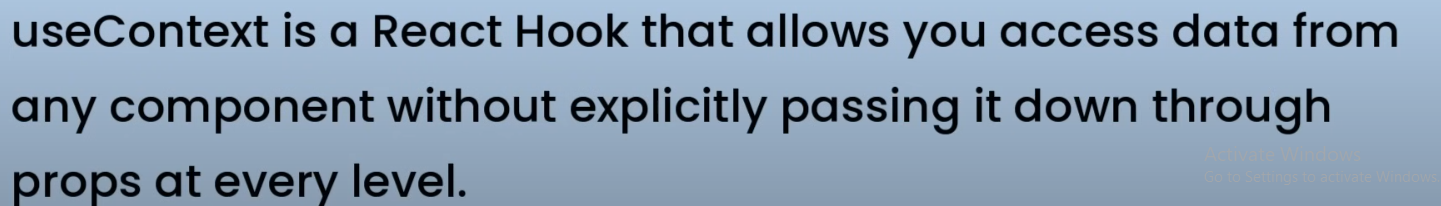 useContext is a React Hook that allows you access data from
any component without explicitly passing it down through
props at every level.
Activate Windows
Go to Settings to activate Windows.